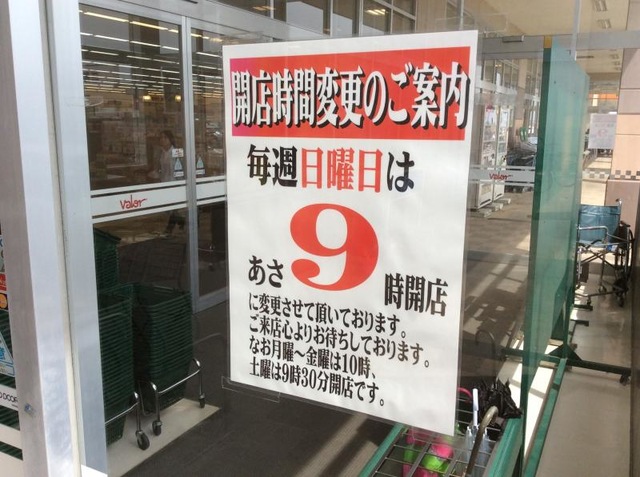 開店時間変更のご案内
毎週日曜日は
あさ9時開店
に変更させて頂いております。
ご来店心よりお待ちしております。
なお月曜～金曜は10時、
土曜は9時30分開店です。
valor
valor